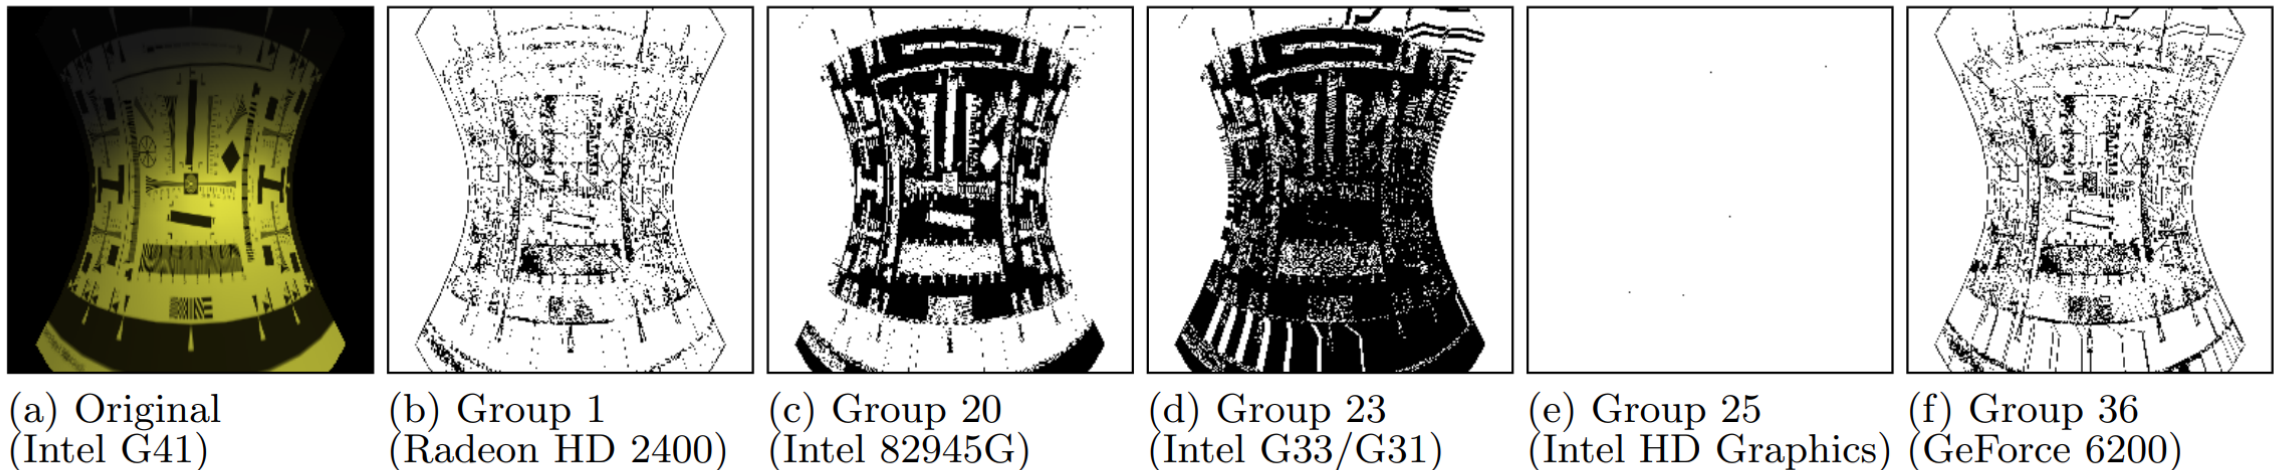 (a) Original
(Intel G41)
(b) Group 1
(Radeon HD 2400)
(c) Group 20
(Intel 82945G)
(d) Group 23
(Intel G33/G31)
(e) Group 25
(Intel HD Graphics)
(f) Group 36
(GeForce 6200)